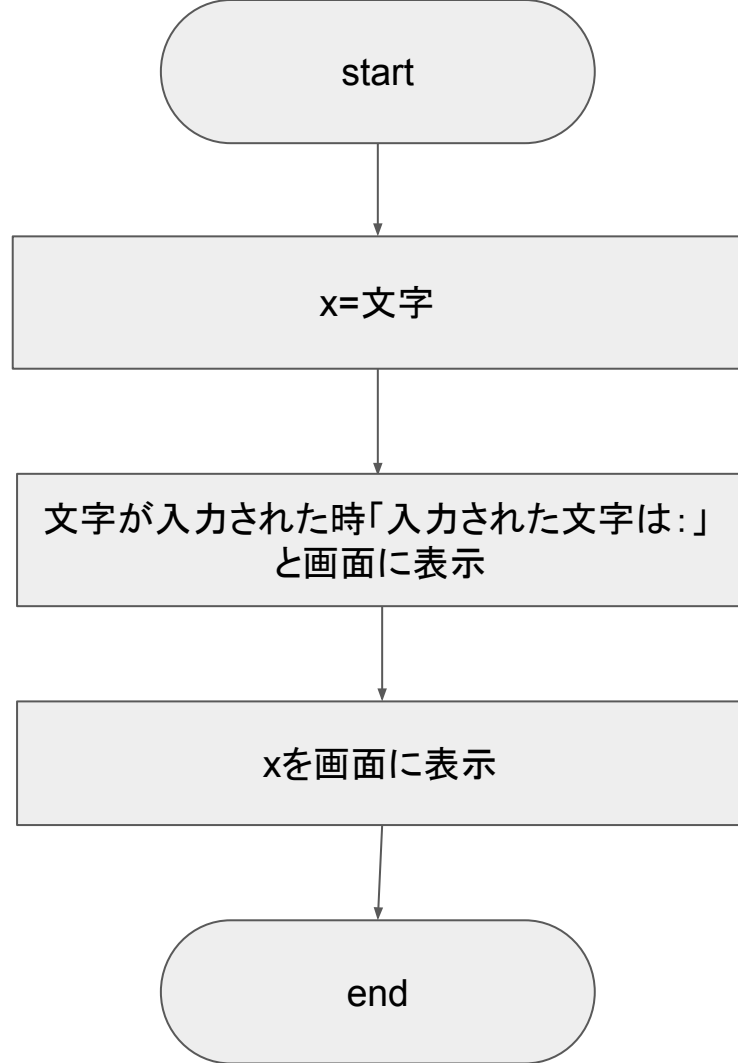 start
x=文字
文字が入力された時「入力された文字は:」
と画面に表示
xを画面に表示
end